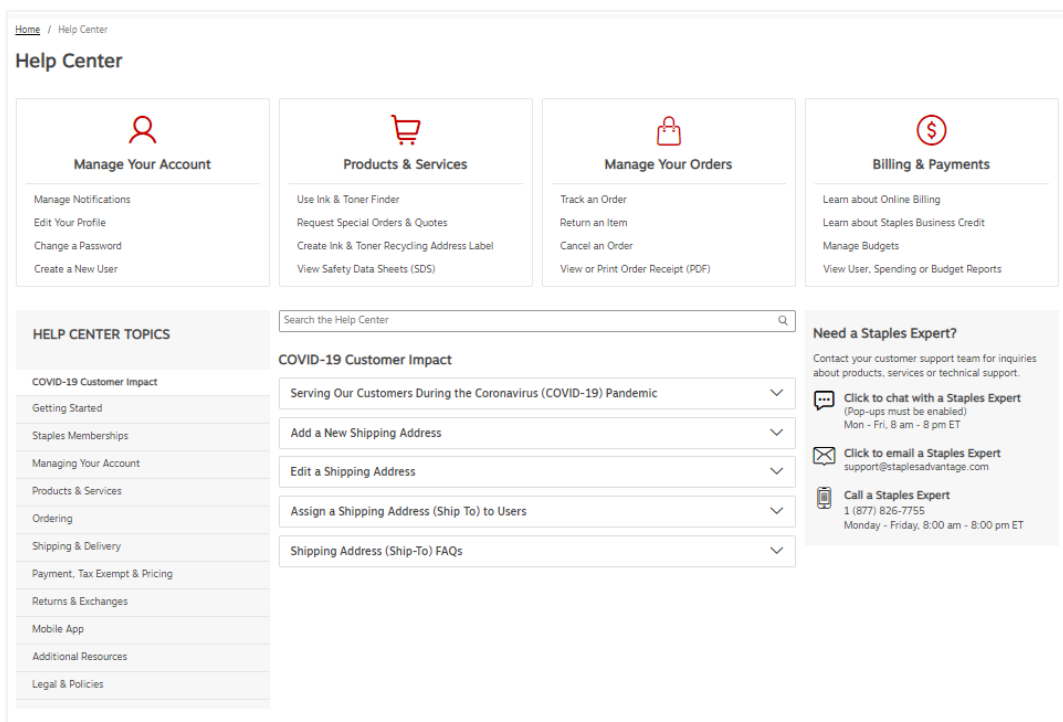 Home / Help Center
Help Center
Manage Your Account
Manage Notifications
Edit Your Profile
Change a Password
Create a New User
Products & Services
Use Ink & Toner Finder
Request Special Orders & Quotes
Create Ink & Toner Recycling Address Label
View Safety Data Sheets (SDS)
Manage Your Orders
Track an Order
Return an Item
Cancel an Order
View or Print Order Receipt (PDF)
Billing & Payments
Learn about Online Billing
Learn about Staples Business Credit
Manage Budgets
View User, Spending or Budget Reports
HELP CENTER TOPICS
COVID-19 Customer Impact
Getting Started
Staples Memberships
Managing Your Account
Products & Services
Ordering
Shipping & Delivery
Payment, Tax Exempt & Pricing
Returns & Exchanges
Mobile App
Additional Resources
Legal & Policies
Search the Help Center
COVID-19 Customer Impact
Serving Our Customers During the Coronavirus (COVID-19) Pandemic
Add a New Shipping Address
Edit a Shipping Address
Assign a Shipping Address (Ship To) to Users
Shipping Address (Ship-To) FAQs
Need a Staples Expert?
Contact your customer support team for inquiries
about products, services or technical support.
Click to chat with a Staples Expert
(Pop-ups must be enabled)
Mon - Fri, 8 am - 8 pm ET
Click to email a Staples Expert
support@staplesadvantage.com
Call a Staples Expert
1 (877) 826-7755
Monday - Friday, 8:00 am - 8:00 pm ET